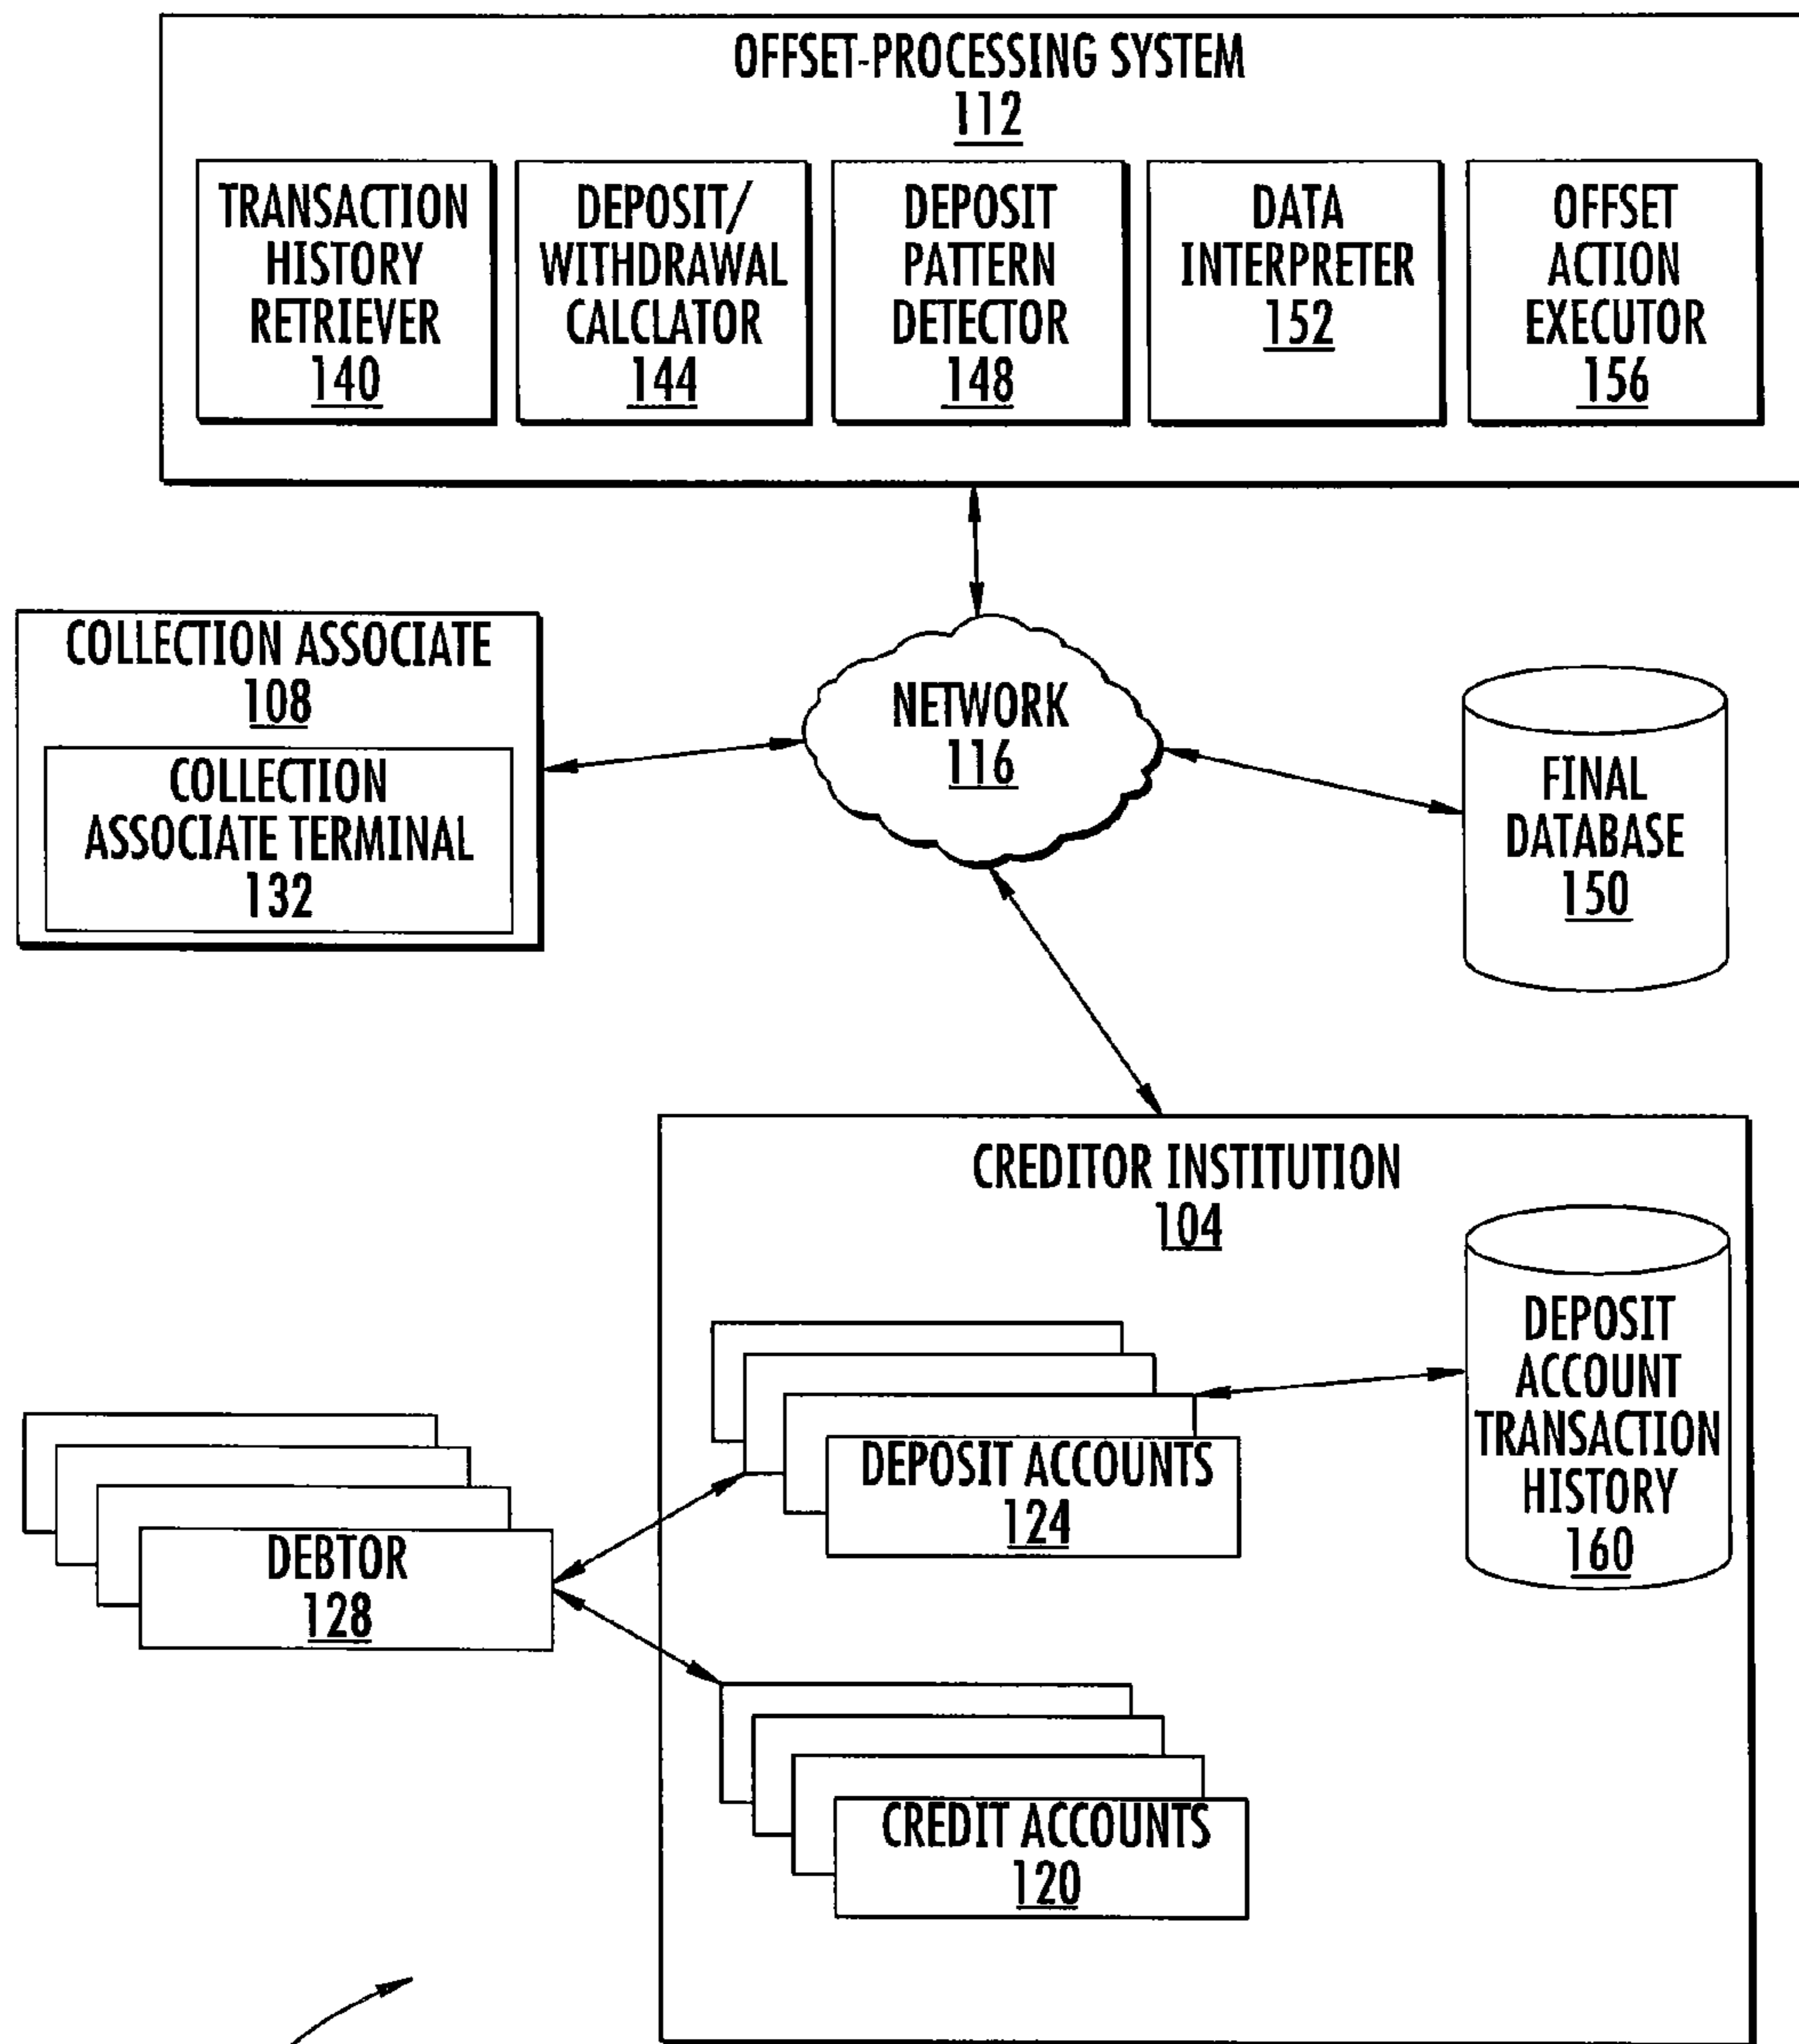 OFFSET-PROCESSING SYSTEM
112
TRANSACTION
HISTORY
RETRIEVER
140
DEPOSIT/
WITHDRAWAL
CALCLATOR
144
DEPOSIT
PATTERN
DETECTOR
148
DATA
INTERPRETER
152
OFFSET
ACTION
EXECUTOR
156
COLLECTION ASSOCIATE
108
COLLECTION
ASSOCIATE TERMINAL
132
NETWORK
116
FINAL
DATABASE
150
CREDITOR INSTITUTION
104
DEPOSIT
ACCOUNT
TRANSACTION
HISTORY
160
DEPOSIT ACCOUNTS
124
DEBTOR
128
CREDIT ACCOUNTS
120